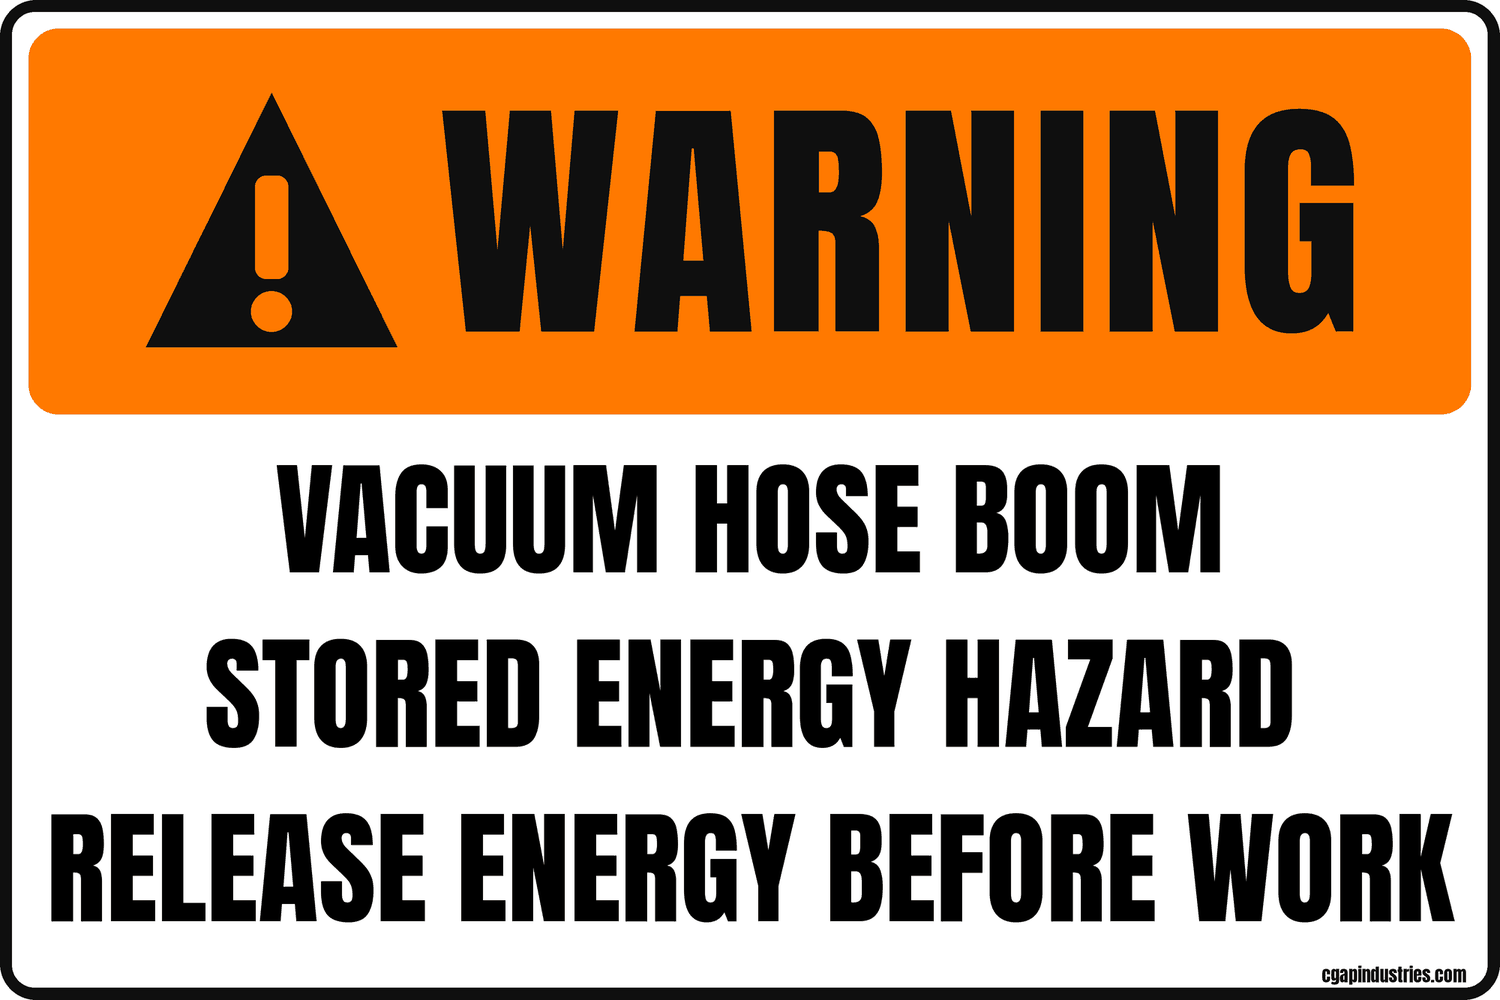 WARNING
VACUUM HOSE BOOM
STORED ENERGY HAZARD
RELEASE ENERGY BEFORE WORK
cgapindustries.com